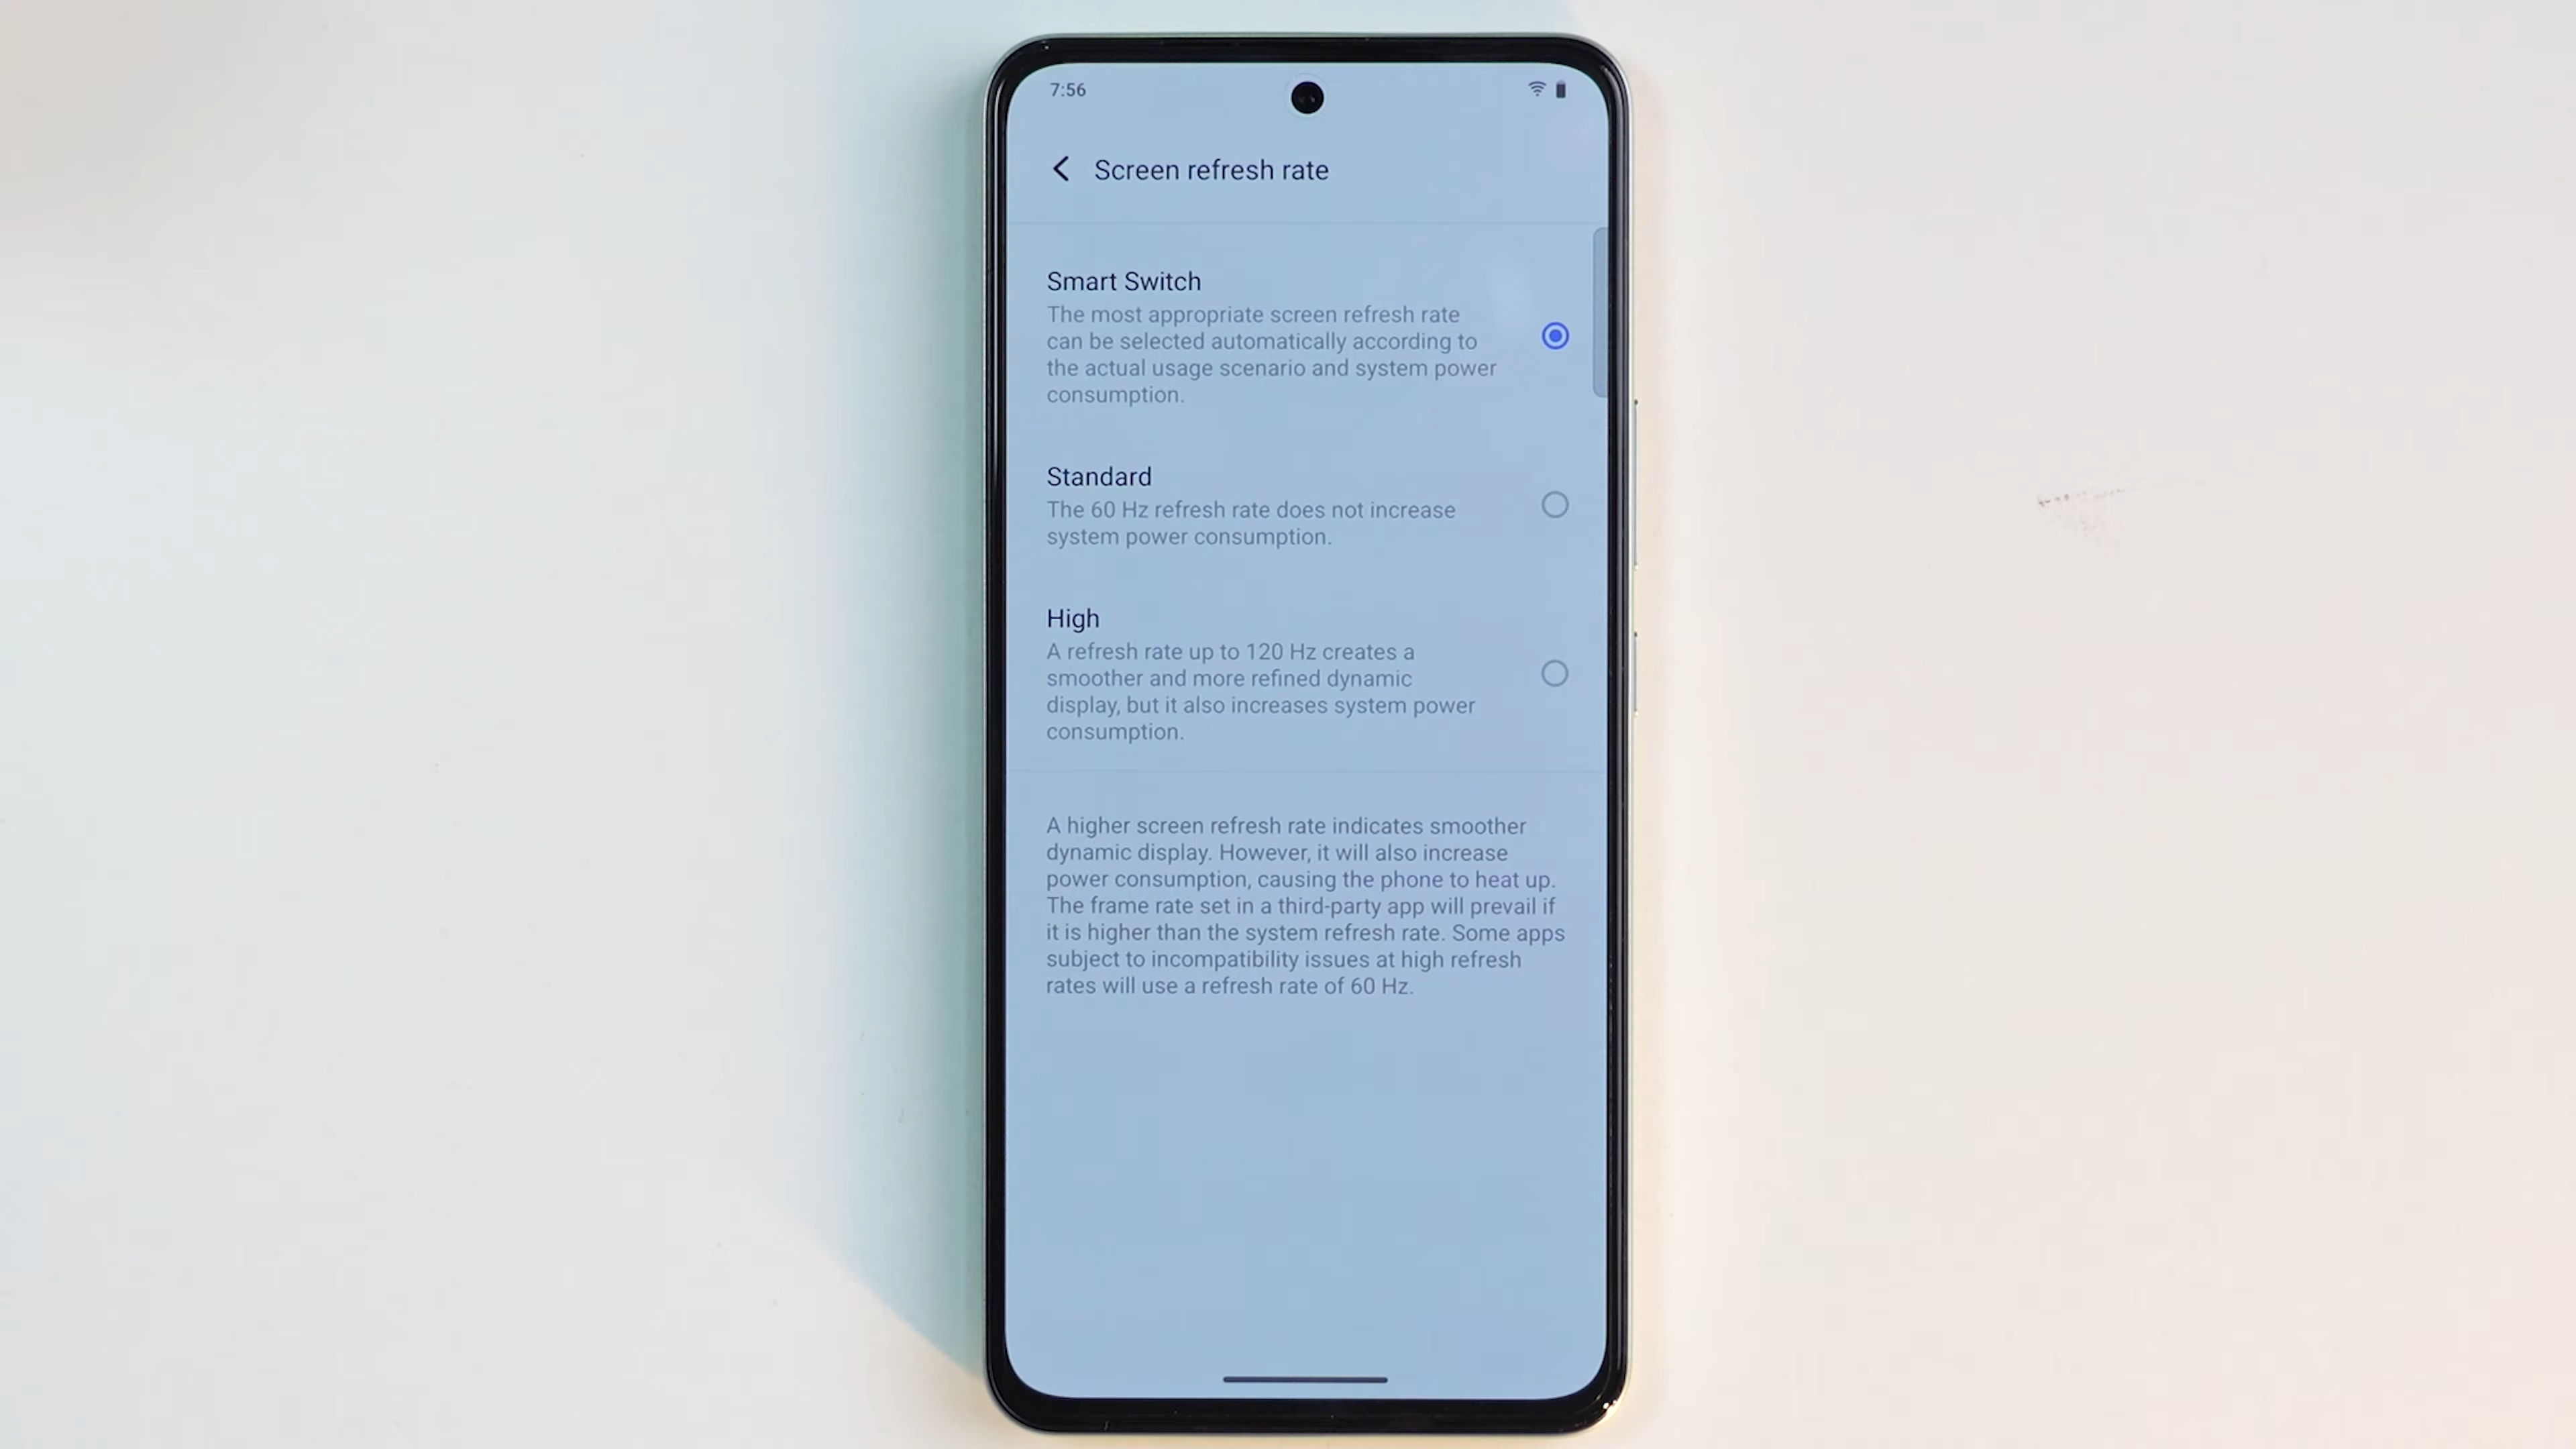 7:56
Screen refresh rate
Smart Switch
The most appropriate screen refresh rate
can be selected automatically according to
the actual usage scenario and system power
consumption.
Standard
The 60 Hz refresh rate does not increase
system power consumption.
High
A refresh rate up to 120 Hz creates a
smoother and more refined dynamic
display, but it also increases system power
consumption.
A higher screen refresh rate indicates smoother
dynamic display. However, it will also increase
power consumption, causing the phone to heat up.
The frame rate set in a third-party app will prevail if
it is higher than the system refresh rate. Some apps
subject to incompatibility issues at high refresh
rates will use a refresh rate of 60 Hz.